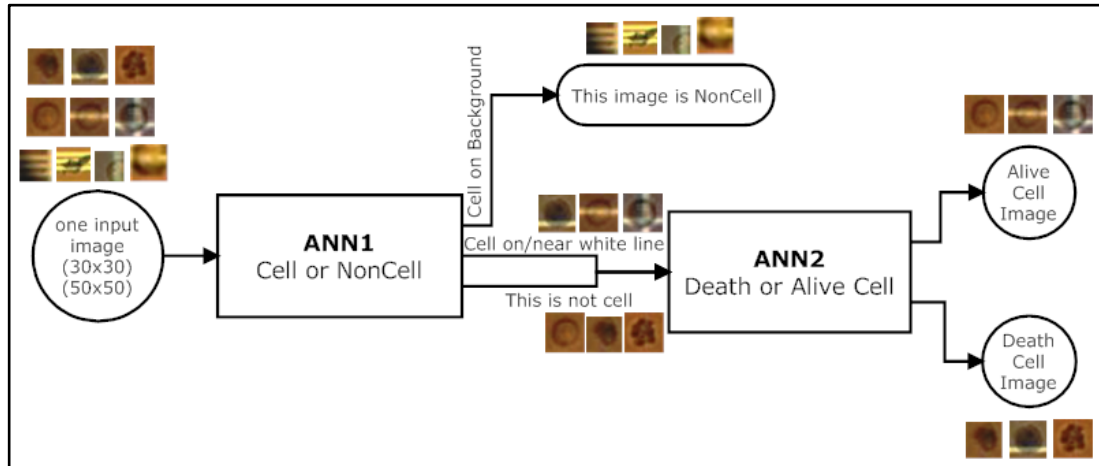 one input
image
(30x30)
(50x50)
ANN1
Cell or NonCell
Cell on Background
This image is NonCell
Cell on/near white line
This is not cell
ANN2
Death or Alive Cell
Alive
Cell
Image
Death
Cell
Image